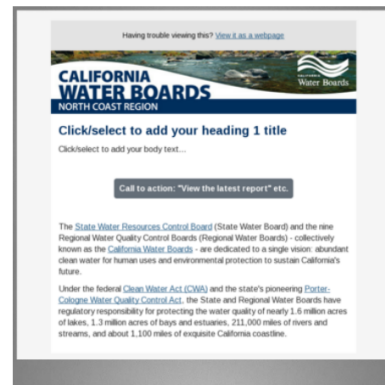 Having trouble viewing this? View it as a webpage
CALIFORNIA
WATER BOARDS
NORTH COAST REGION
CALIFORNIA
Water Boards
Click/select to add your heading 1 title
Click/select to add your body text...
Call to action: "View the latest report" etc.
The State Water Resources Control Board (State Water Board) and the nine
Regional Water Quality Control Boards (Regional Water Boards) - collectively
known as the California Water Boards - are dedicated to a single vision: abundant
clean water for human uses and environmental protection to sustain California's
future.
Under the federal Clean Water Act (CWA) and the state's pioneering Porter-
Cologne Water Quality Control Act, the State and Regional Water Boards have
regulatory responsibility for protecting the water quality of nearly 1.6 million acres
of lakes, 1.3 million acres of bays and estuaries, 211,000 miles of rivers and
streams, and about 1,100 miles of exquisite California coastline.